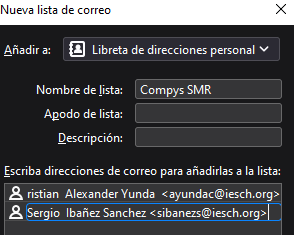 Nueva lista de correo
Añadir a: Libreta de direcciones personal
Nombre de lista: Compys SMR
Apodo de lista:
Descripción:
Escriba direcciones de correo para añadirlas a la lista:
ristian Alexander Yunda <ayundac@iesch.org>
Sergio Ibañez Sanchez <sibanezs@iesch.org>